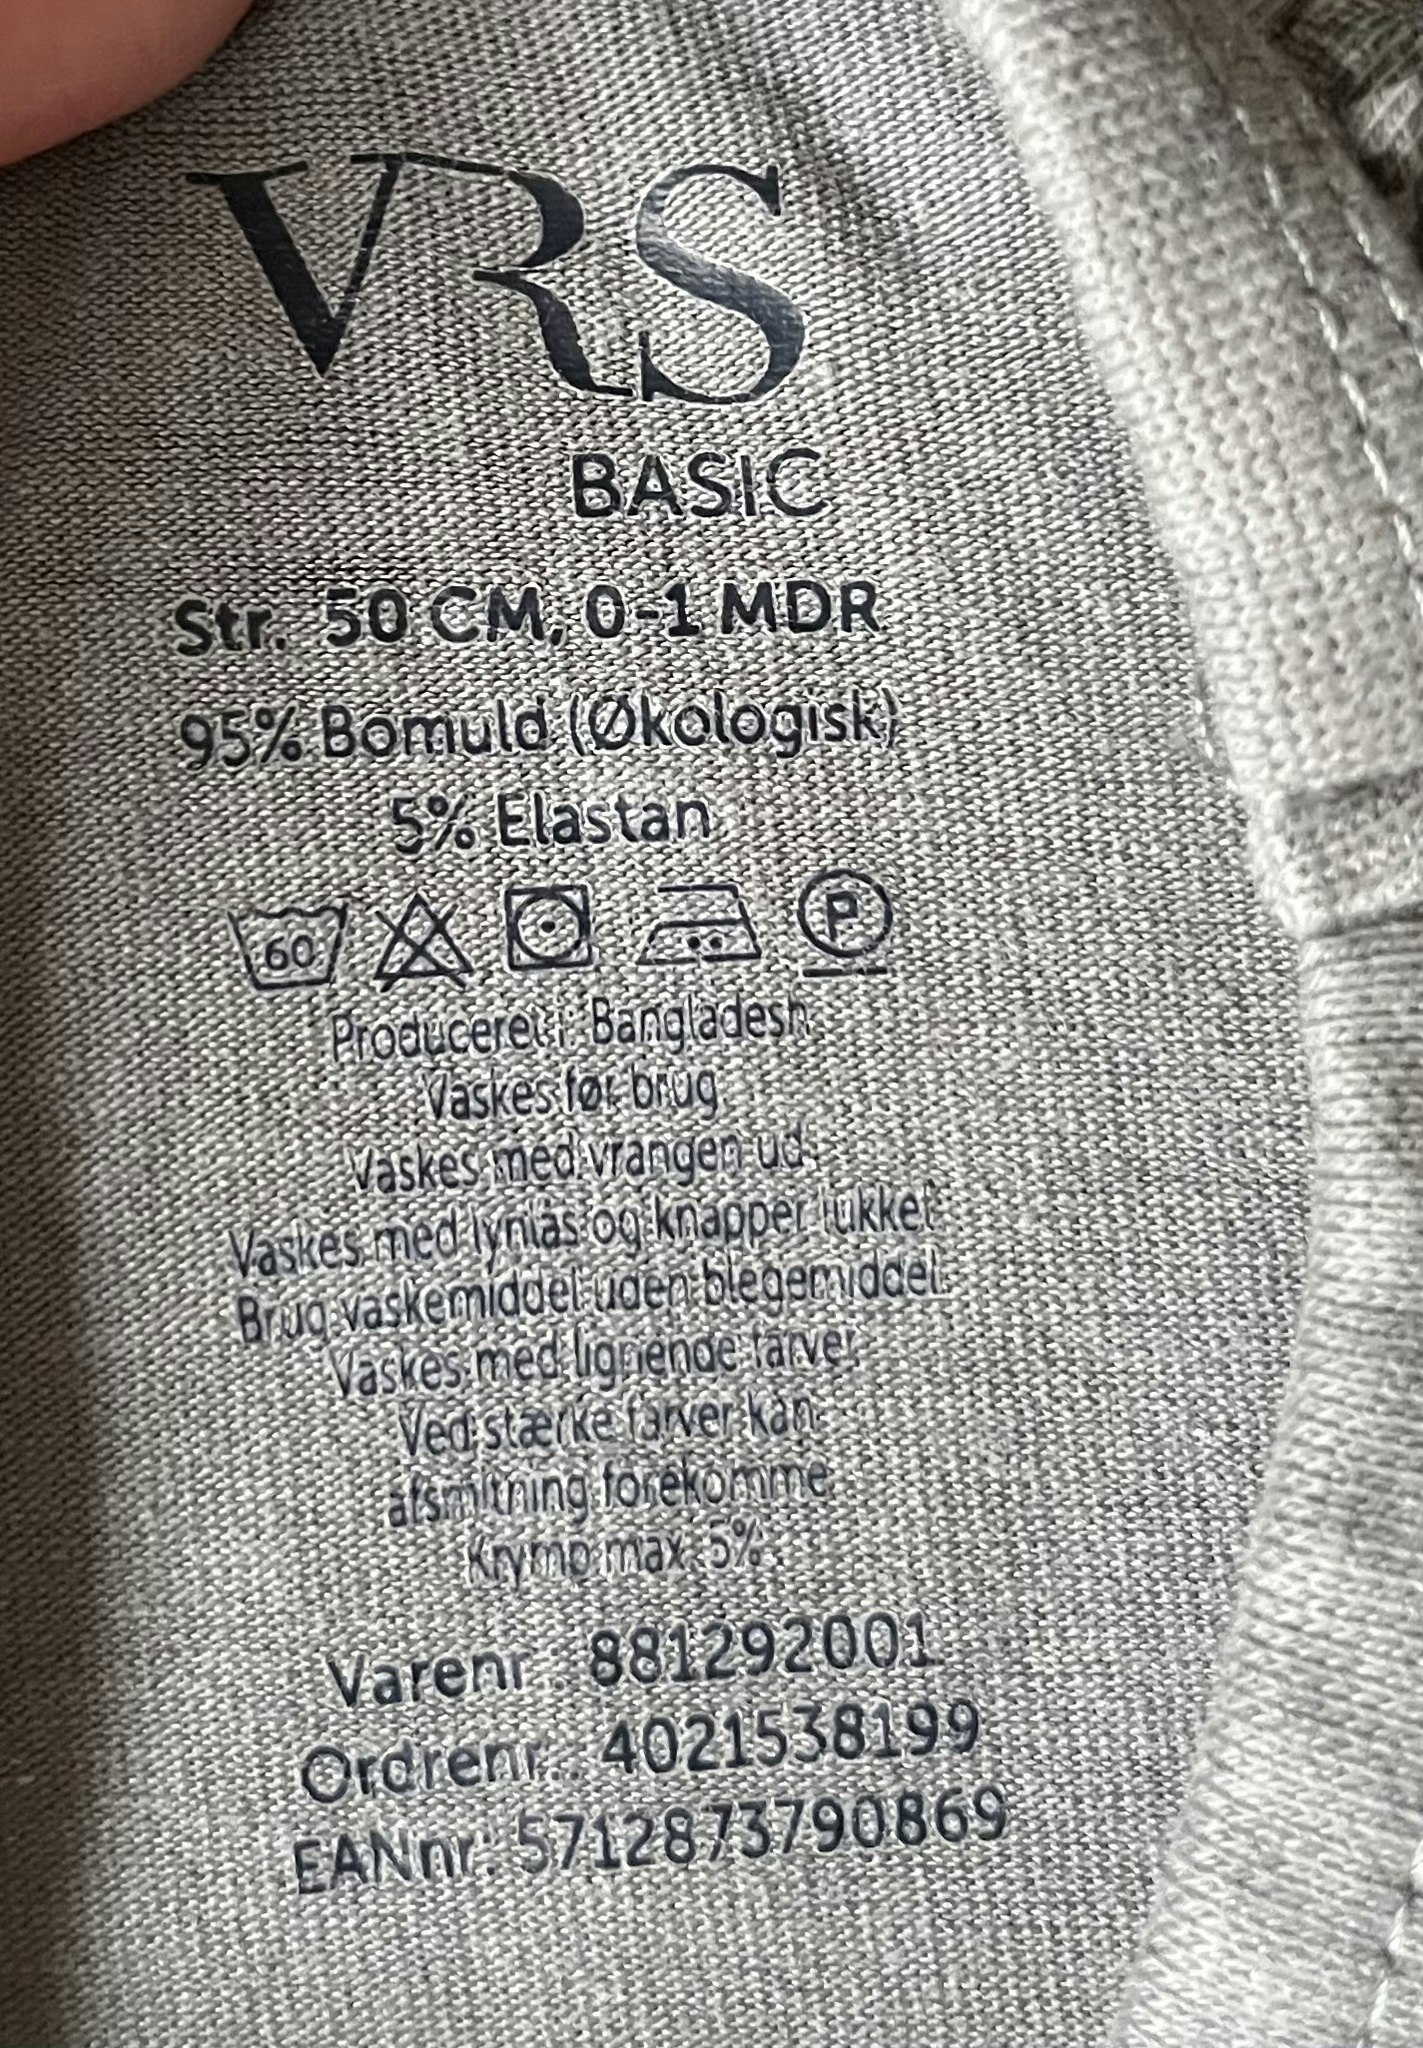 VRS
BASIC
Str. 50 CM, 0-1 MDR
95% Bomuld (Økologisk)
5% Elastan
60 P
Produceret i: Bangladesh
Vaskes før brug
Vaskes med vrangen ud
Vaskes med lynlås og knapper lukket
Brug vaskemiddel uden blegemiddel
Vaskes med lignende farver
Ved stærke farver kan
afsmitning forekomme
Krymp max. 5%
Varenr. 881292001
Ordrenr.. 4021538199
EANnr: 5712873790869